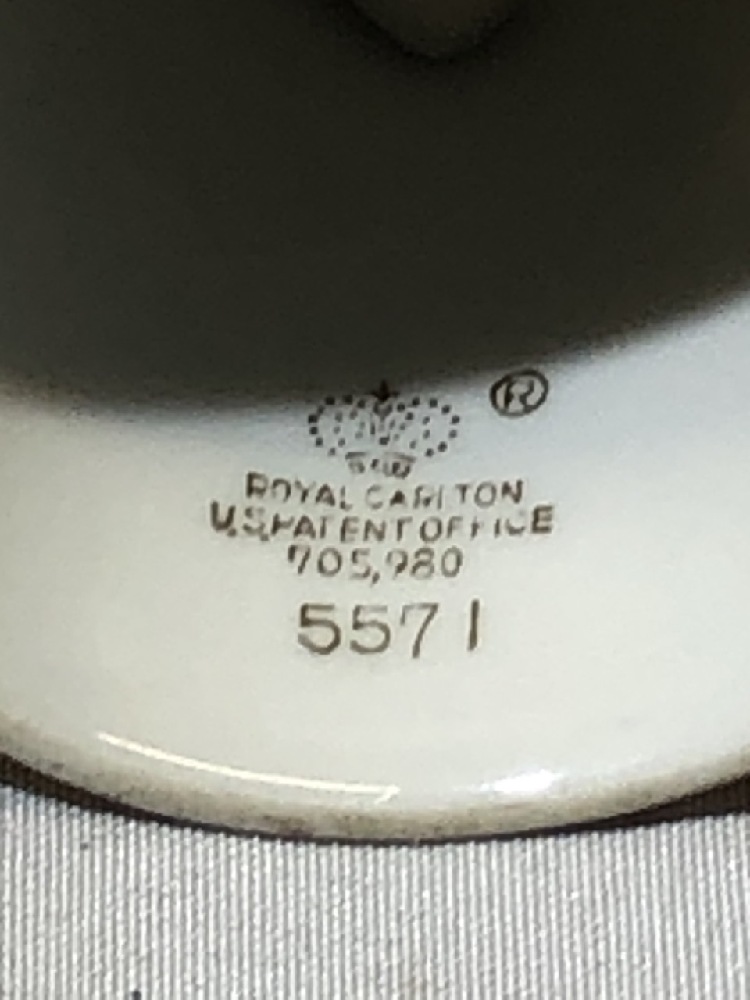 ®
ROYAL CARLTON
U.S. PATENT OFFICE
705,980
5571